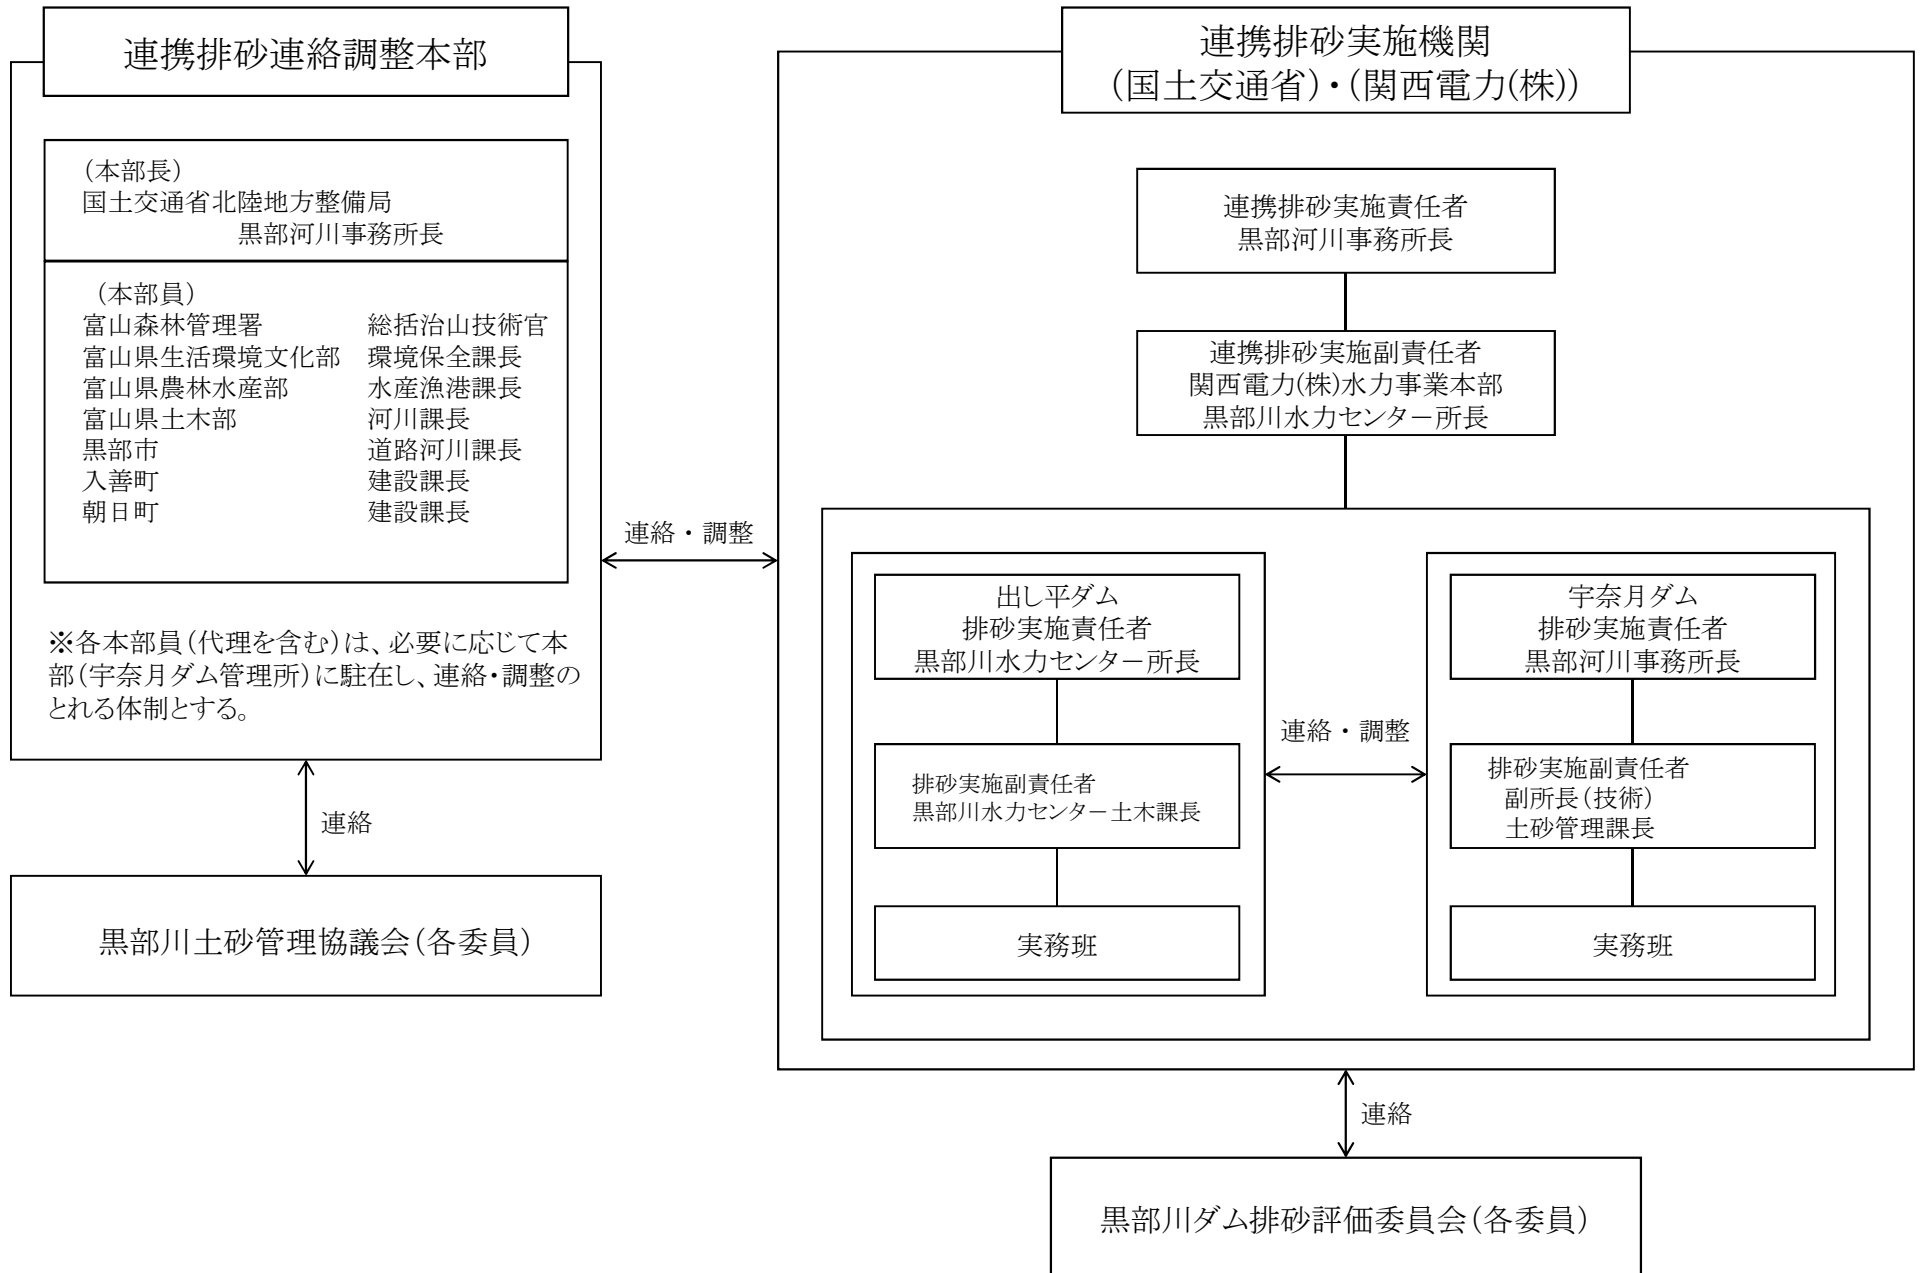 連携排砂連絡調整本部
(本部長)
国土交通省北陸地方整備局
黒部河川事務所長
(本部員)
富山森林管理署 総括治山技術官
富山県生活環境文化部 環境保全課長
富山県農林水産部 水産漁港課長
富山県土木部 河川課長
黒部市 道路河川課長
入善町 建設課長
朝日町 建設課長
※各本部員(代理を含む)は、必要に応じて本
部(宇奈月ダム管理所)に駐在し、連絡・調整の
とれる体制とする。
連絡
黒部川土砂管理協議会(各委員)
連絡・調整
連携排砂実施機関
(国土交通省)・(関西電力(株))
連携排砂実施責任者
黒部河川事務所長
連携排砂実施副責任者
関西電力(株)水力事業本部
黒部川水力センター所長
出し平ダム
排砂実施責任者
黒部川水力センター所長
排砂実施副責任者
黒部川水力センター土木課長
実務班
連絡・調整
宇奈月ダム
排砂実施責任者
黒部河川事務所長
排砂実施副責任者
副所長(技術)
土砂管理課長
実務班
連絡
黒部川ダム排砂評価委員会(各委員)